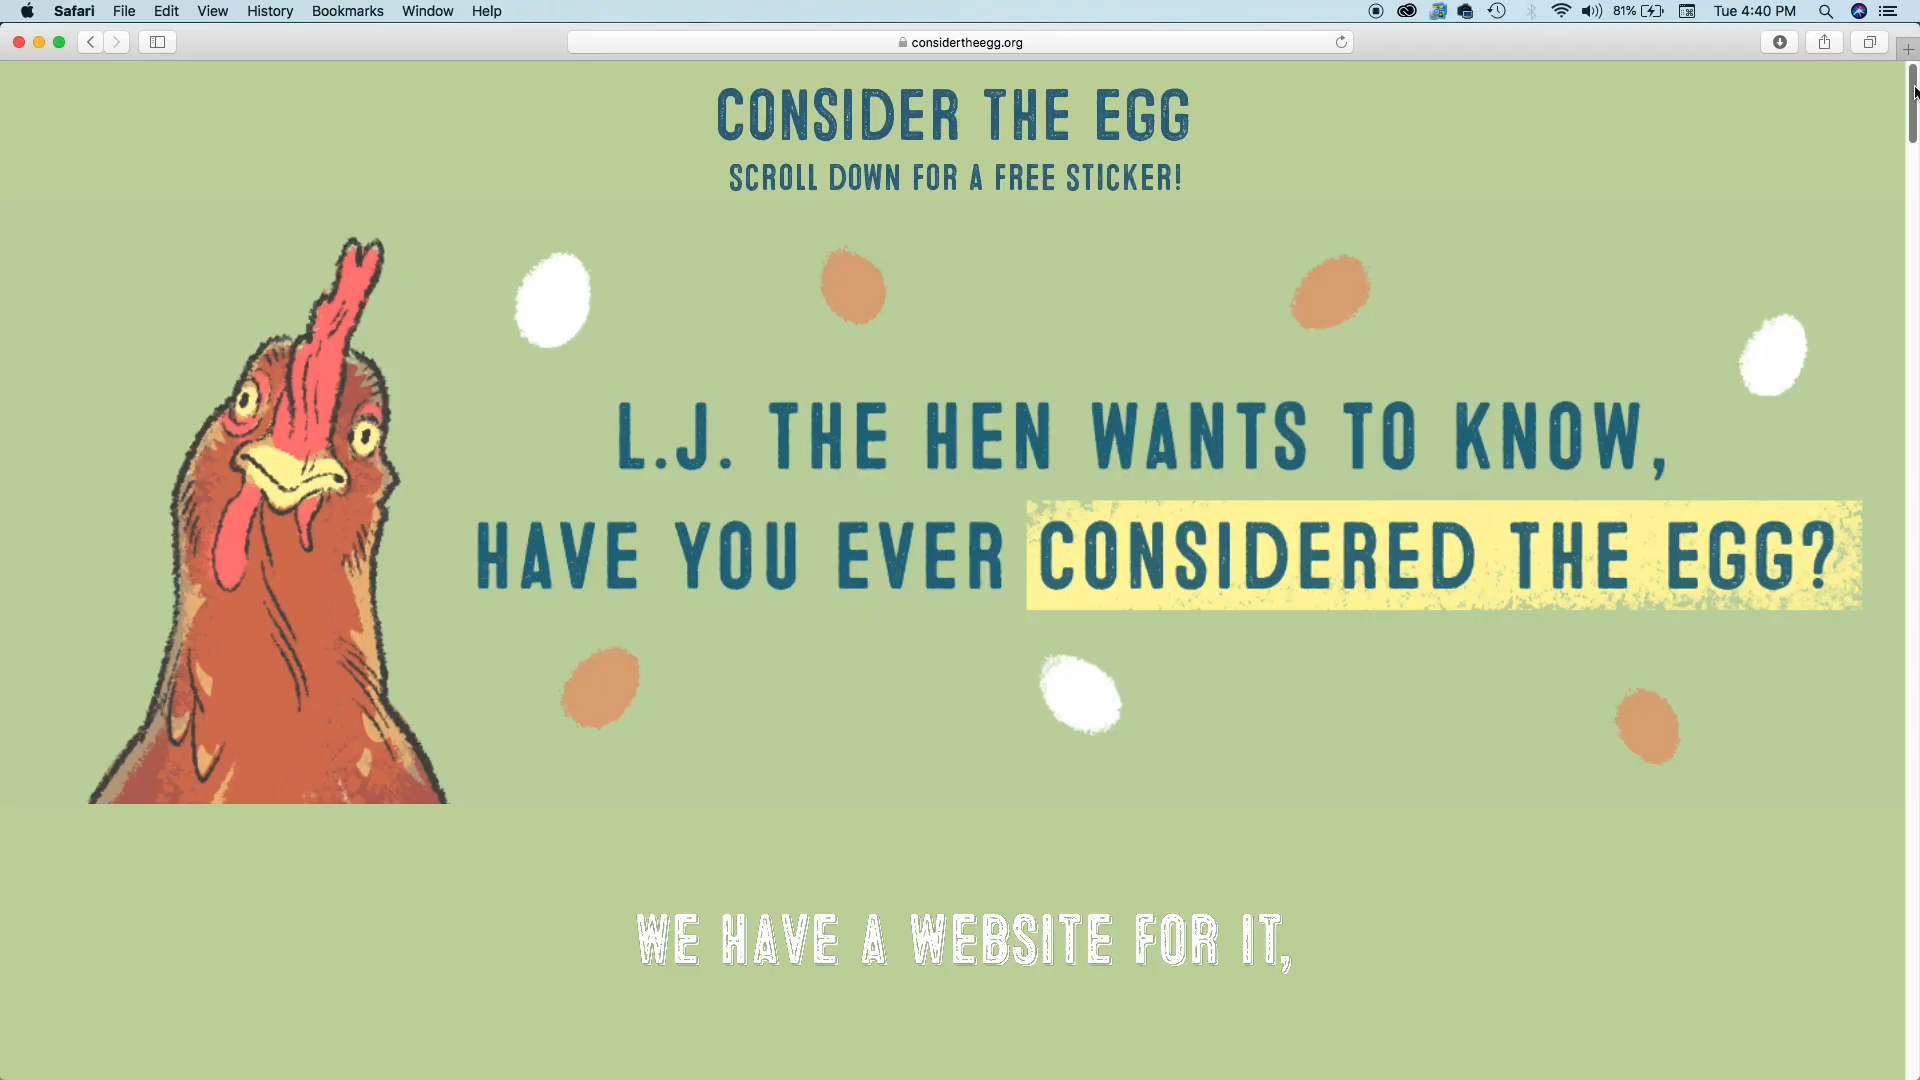 Safari File Edit View History Bookmarks Window Help 81% Tue 4:40 PM
considertheegg.org
CONSIDER THE EGG
SCROLL DOWN FOR A FREE STICKER!
L.J. THE HEN WANTS TO KNOW,
HAVE YOU EVER CONSIDERED THE EGG?
WE HAVE A WEBSITE FOR IT,